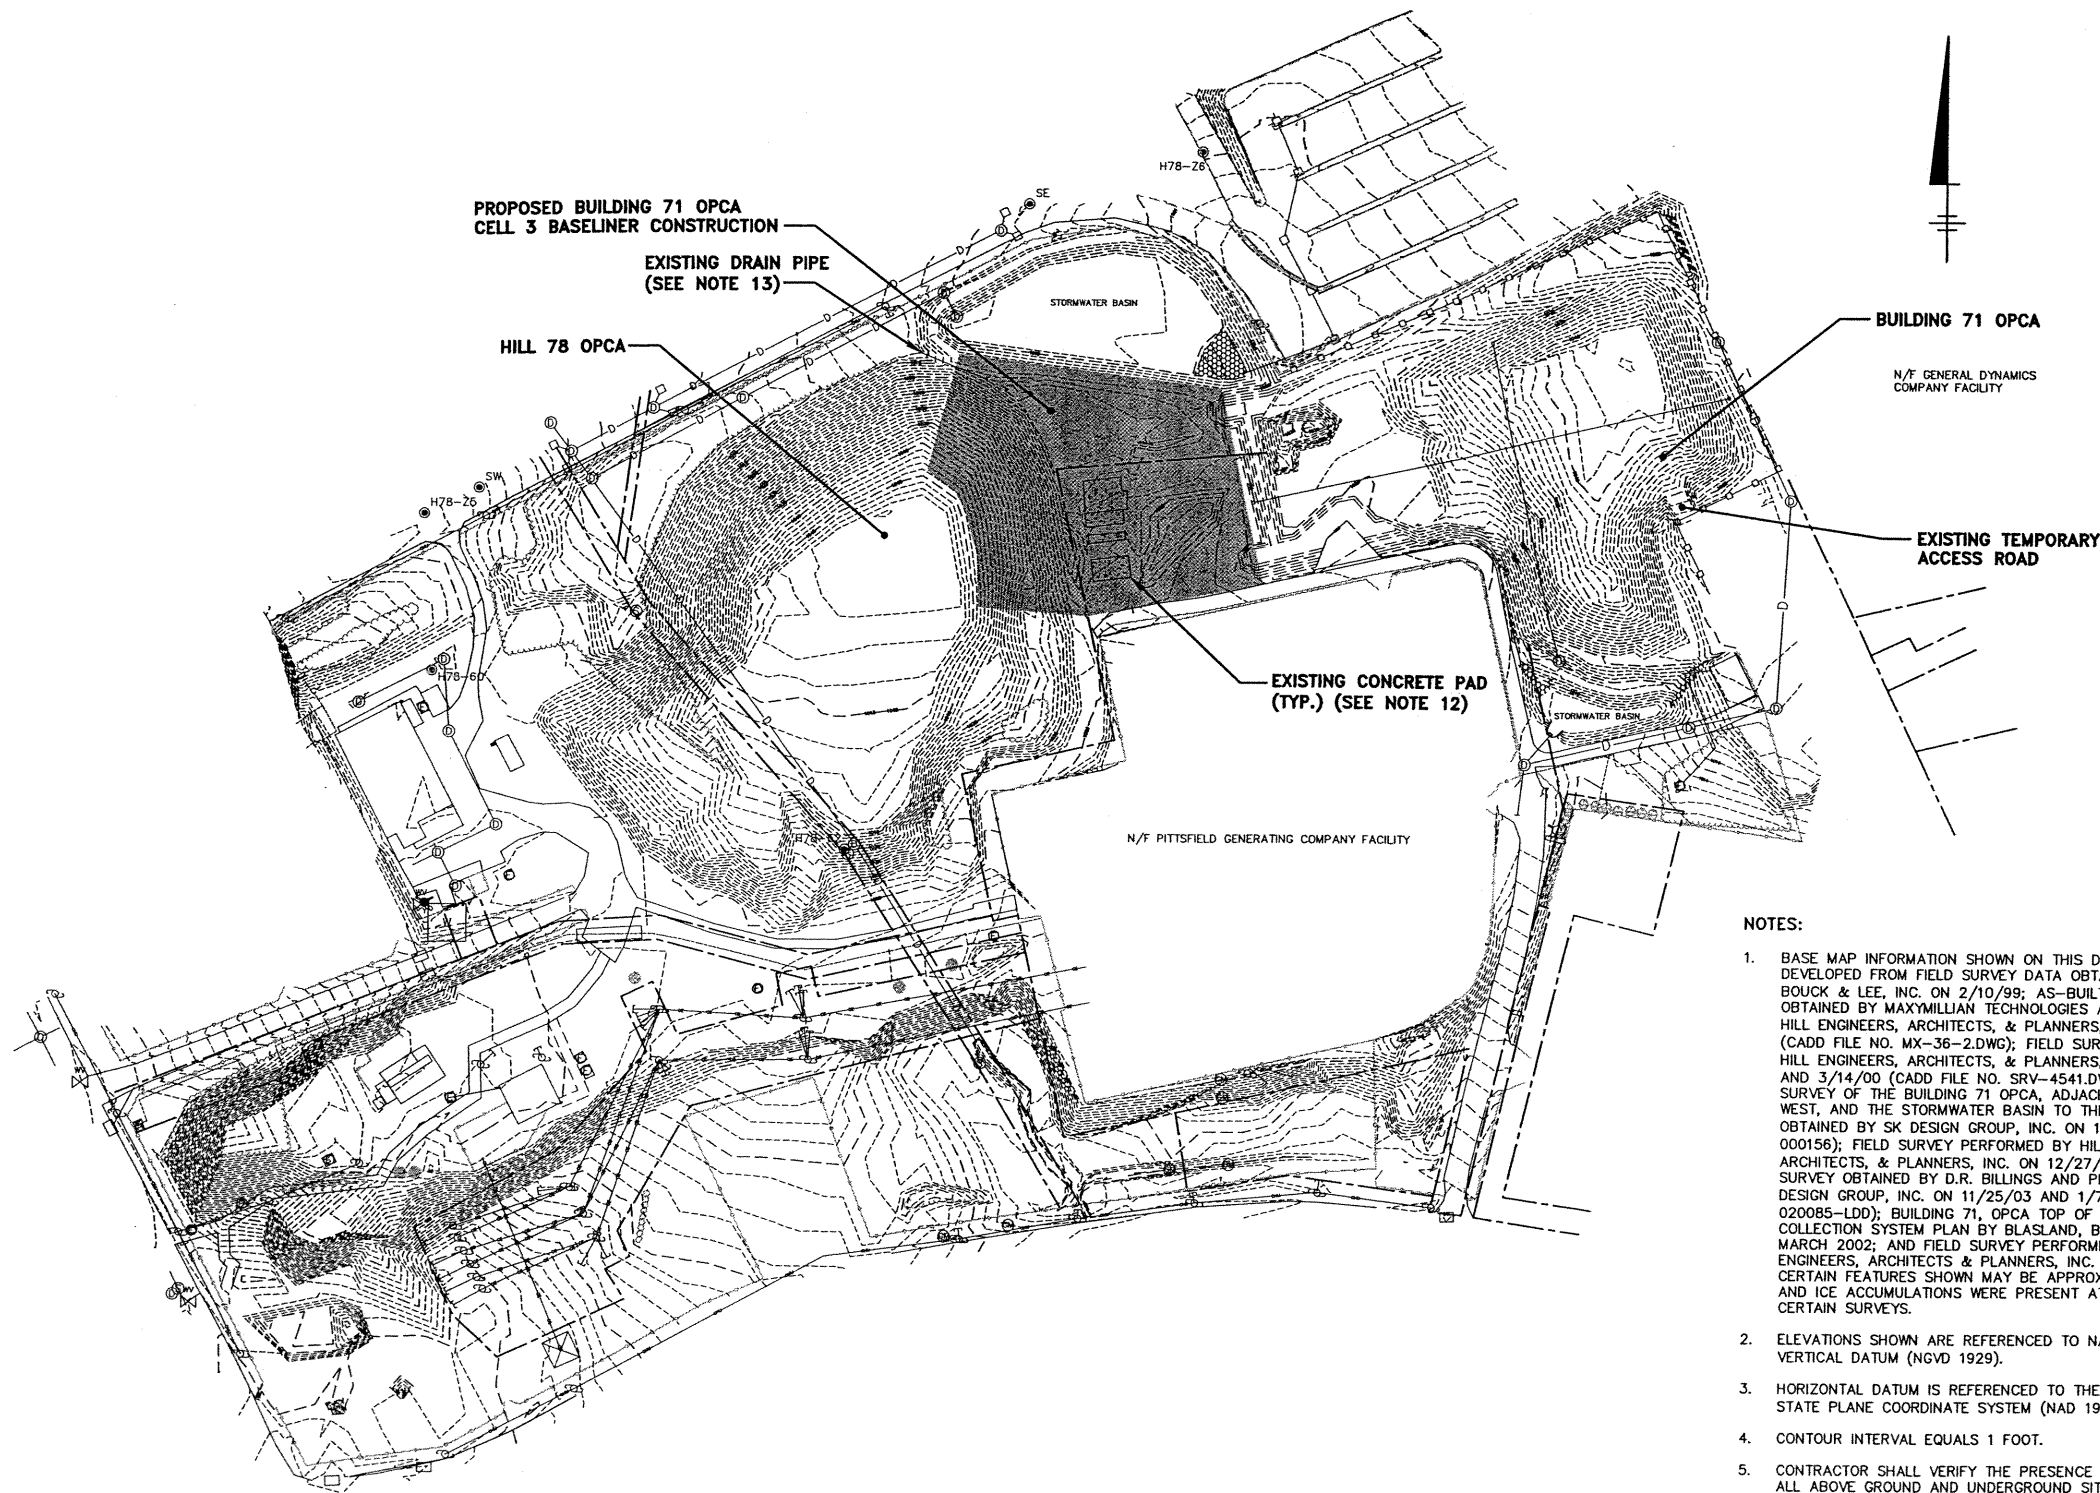 H78-Z6
SE
PROPOSED BUILDING 71 OPCA
CELL 3 BASELINER CONSTRUCTION
EXISTING DRAIN PIPE
(SEE NOTE 13)
STORMWATER BASIN
HILL 78 OPCA
BUILDING 71 OPCA
N/F GENERAL DYNAMICS
COMPANY FACILITY
SW
H78-Z6
EXISTING TEMPORARY
ACCESS ROAD
H78-60
EXISTING CONCRETE PAD
(TYP.) (SEE NOTE 12)
STORMWATER BASIN
N/F PITTSFIELD GENERATING COMPANY FACILITY
NOTES:
1. BASE MAP INFORMATION SHOWN ON THIS D
DEVELOPED FROM FIELD SURVEY DATA OBT
BOUCK & LEE, INC. ON 2/10/99; AS-BUIL
OBTAINED BY MAXYMILLIAN TECHNOLOGIES
HILL ENGINEERS, ARCHITECTS, & PLANNERS,
(CADD FILE NO. MX-36-2.DWG); FIELD SUR
HILL ENGINEERS, ARCHITECTS, & PLANNERS,
AND 3/14/00 (CADD FILE NO. SRV-4541.D
SURVEY OF THE BUILDING 71 OPCA, ADJAC
WEST, AND THE STORMWATER BASIN TO TH
OBTAINED BY SK DESIGN GROUP, INC. ON 1
000156); FIELD SURVEY PERFORMED BY HIL
ARCHITECTS, & PLANNERS, INC. ON 12/27/
SURVEY OBTAINED BY D.R. BILLINGS AND P
DESIGN GROUP, INC. ON 11/25/03 AND 1/7
020085-LDD); BUILDING 71, OPCA TOP OF
COLLECTION SYSTEM PLAN BY BLASLAND, B
MARCH 2002; AND FIELD SURVEY PERFORM
ENGINEERS, ARCHITECTS & PLANNERS, INC.
CERTAIN FEATURES SHOWN MAY BE APPROX
AND ICE ACCUMULATIONS WERE PRESENT A
CERTAIN SURVEYS.
2. ELEVATIONS SHOWN ARE REFERENCED TO N
VERTICAL DATUM (NGVD 1929).
3. HORIZONTAL DATUM IS REFERENCED TO THE
STATE PLANE COORDINATE SYSTEM (NAD 19
4. CONTOUR INTERVAL EQUALS 1 FOOT.
5. CONTRACTOR SHALL VERIFY THE PRESENCE
ALL ABOVE GROUND AND UNDERGROUND SIT